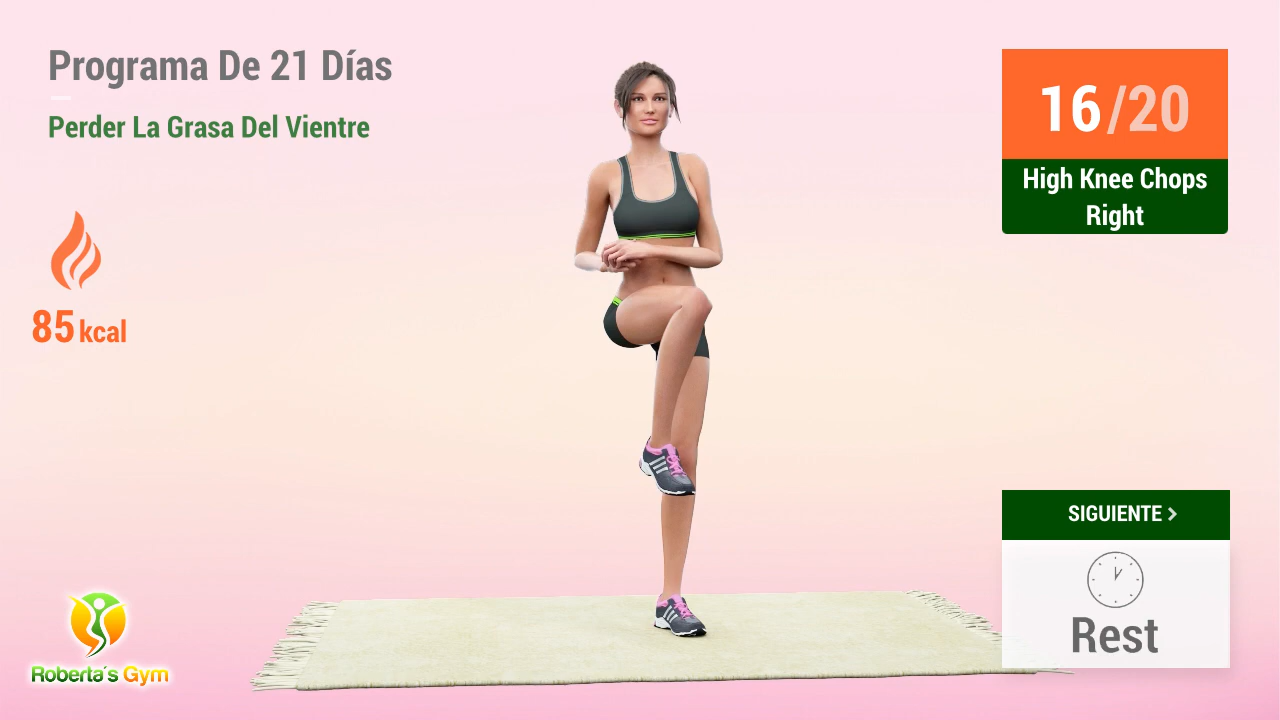 Programa De 21 Días
Perder La Grasa Del Vientre
16/20
High Knee Chops
Right
85 kcal
SIGUIENTE >
Rest
Roberta´s Gym